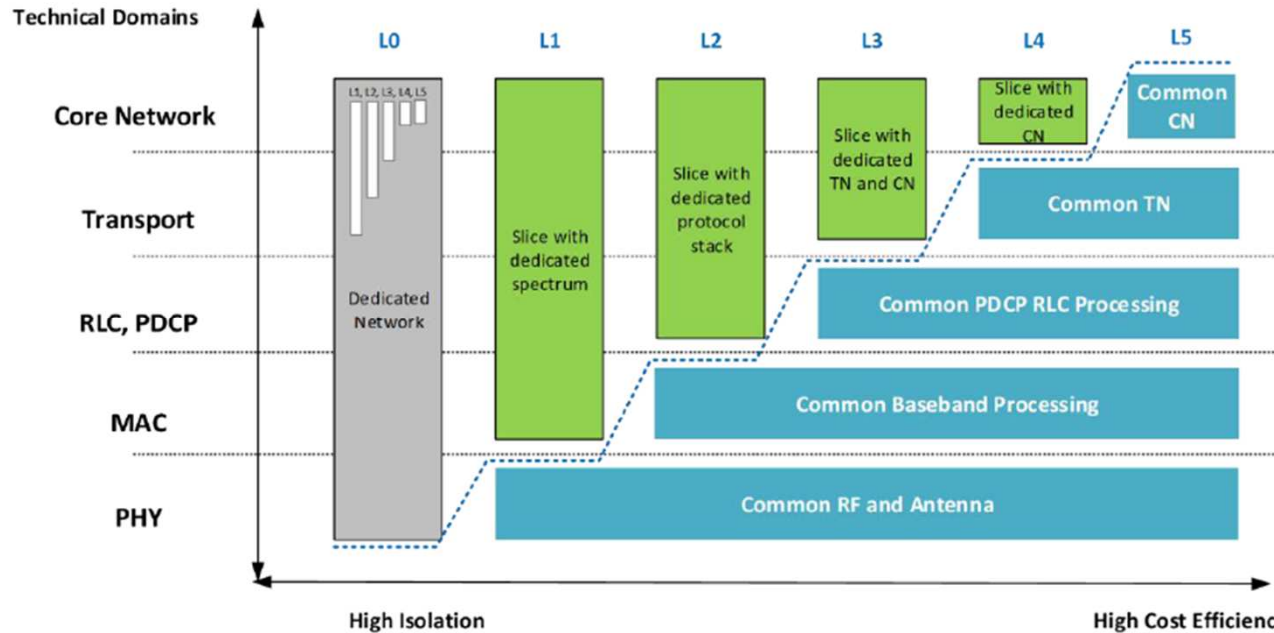 Technical Domains
L0
L1
L2
L3
L4
L5
Core Network
Transport
RLC, PDCP
MAC
PHY
L1, L2, L3, L4, L5
Dedicated
Network
Slice with
dedicated
spectrum
Slice with
dedicated
protocol
stack
Slice with
dedicated
TN and CN
Slice with
dedicated
CN
Common
CN
Common TN
Common PDCP RLC Processing
Common Baseband Processing
Common RF and Antenna
High Isolation
High Cost Efficienc